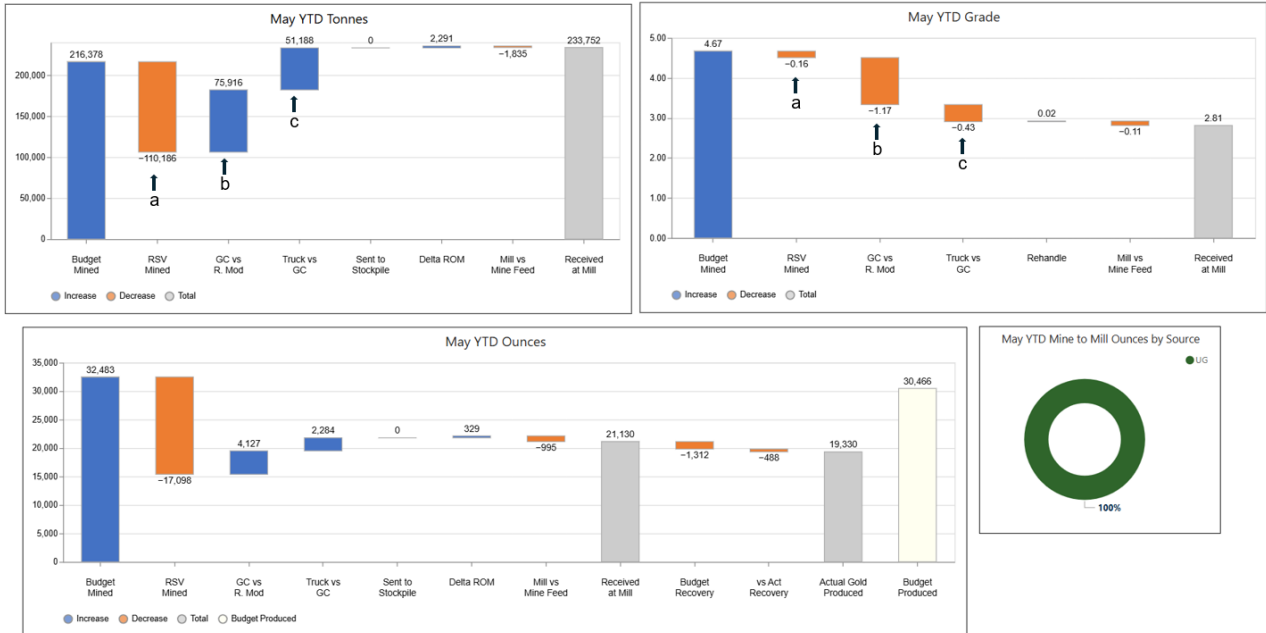 May YTD Tonnes
216,378
−110,186
75,916
51,188
0
2,291
−1,835
233,752
200,000
150,000
100,000
50,000
0
a
b
c
Budget Mined
RSV Mined
GC vs R. Mod
Truck vs GC
Sent to Stockpile
Delta ROM
Mill vs Mine Feed
Received at Mill
Increase
Decrease
Total
May YTD Grade
5.00
4.00
3.00
2.00
1.00
0.00
4.67
−0.16
−1.17
−0.43
0.02
−0.11
2.81
a
b
c
Budget Mined
RSV Mined
GC vs R. Mod
Truck vs GC
Rehandle
Mill vs Mine Feed
Received at Mill
Increase
Decrease
Total
May YTD Ounces
35,000
30,000
25,000
20,000
15,000
10,000
5,000
0
32,483
−17,098
4,127
2,284
0
329
−995
21,130
−1,312
−488
19,330
30,466
Budget Mined
RSV Mined
GC vs R. Mod
Truck vs GC
Sent to Stockpile
Delta ROM
Mill vs Mine Feed
Received at Mill
Budget Recovery
vs Act Recovery
Actual Gold Produced
Budget Produced
Increase
Decrease
Total
Budget Produced
May YTD Mine to Mill Ounces by Source
UG
100%